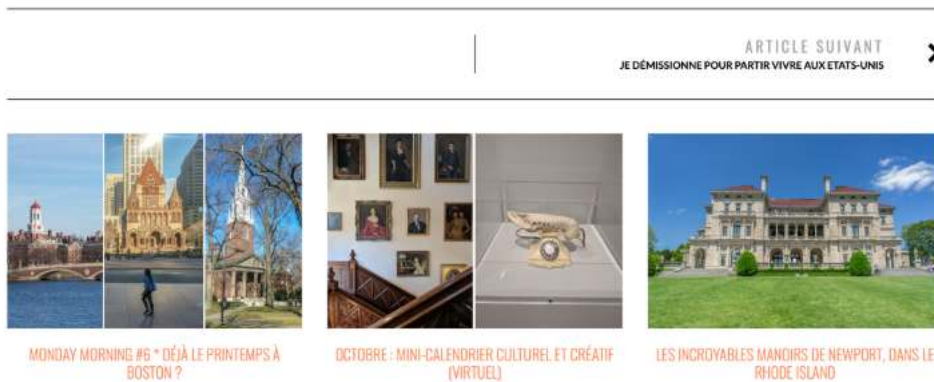 ARTICLE SUIVANT
JE DÉMISSIONNE POUR PARTIR VIVRE AUX ETATS-UNIS
MONDAY MORNING #6 * DÉJÀ LE PRINTEMPS À
BOSTON ?
OCTOBRE : MINI-CALENDRIER CULTUREL ET CRÉATIF
(VIRTUEL)
LES INCROYABLES MANOIRS DE NEWPORT, DANS LE
RHODE ISLAND